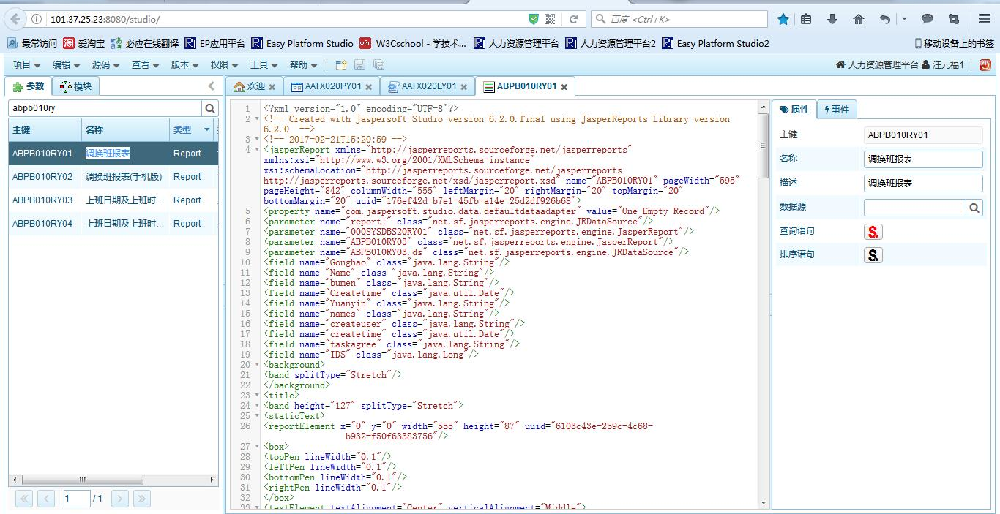 101.37.25.23:8080/studio/
百度 <Ctrl+K>
最常访问 爱淘宝 必应在线翻译 EP应用平台 Easy Platform Studio W3Cschool - 学技术... 人力资源管理平台 人力资源管理平台2 Easy Platform Studio2 移动设备上的书签
项目 编辑 源码 查看 版本 权限 工具 帮助 人力资源管理平台 汪元福1
参数 模块
欢迎 AATX020PY01 AATX020LY01 ABPB010RY01
abpb010ry
主键 名称 类型
ABPB010RY01 调换班报表 Report
ABPB010RY02 调换班报表(手机版) Report
ABPB010RY03 上班日期及上班时... Report
ABPB010RY04 上班日期及上班时... Report
1 / 1
1 <?xml version="1.0" encoding="UTF-8"?>
2 <!-- Created with Jaspersoft Studio version 6.2.0.final using JasperReports Library version
6.2.0  -->
3 <!-- 2017-02-21T15:20:59 -->
4 <jasperReport xmlns="http://jasperreports.sourceforge.net/jasperreports"
xmlns:xsi="http://www.w3.org/2001/XMLSchema-instance"
xsi:schemaLocation="http://jasperreports.sourceforge.net/jasperreports
http://jasperreports.sourceforge.net/xsd/jasperreport.xsd" name="ABPB010RY01" pageWidth="595"
pageHeight="842" columnWidth="555" leftMargin="20" rightMargin="20" topMargin="20"
bottomMargin="20" uuid="176ef42d-b7e1-45fb-a14e-25d2df926b68">
5 <property name="com.jaspersoft.studio.data.defaultdataadapter" value="One Empty Record"/>
6 <parameter name="report1" class="net.sf.jasperreports.engine.JRDataSource"/>
7 <parameter name="000SYSDBS20RY01" class="net.sf.jasperreports.engine.JasperReport"/>
8 <parameter name="ABPB010RY03" class="net.sf.jasperreports.engine.JasperReport"/>
9 <parameter name="ABPB010RY03.ds" class="net.sf.jasperreports.engine.JRDataSource"/>
10 <field name="Gonghao" class="java.lang.String"/>
11 <field name="Name" class="java.lang.String"/>
12 <field name="bumen" class="java.lang.String"/>
13 <field name="Createtime" class="java.util.Date"/>
14 <field name="Yuanyin" class="java.lang.String"/>
15 <field name="names" class="java.lang.String"/>
16 <field name="createuser" class="java.lang.String"/>
17 <field name="createtime" class="java.util.Date"/>
18 <field name="taskagree" class="java.lang.String"/>
19 <field name="IDS" class="java.lang.Long"/>
20 <background>
21 <band splitType="Stretch"/>
22 </background>
23 <title>
24 <band height="127" splitType="Stretch">
25 <staticText>
26 <reportElement x="0" y="0" width="555" height="87" uuid="6103c43e-2b9c-4c68-
b932-f50f63383756"/>
27 <box>
28 <topPen lineWidth="0.1"/>
29 <leftPen lineWidth="0.1"/>
30 <bottomPen lineWidth="0.1"/>
31 <rightPen lineWidth="0.1"/>
32 </box>
33 <textElement textAlignment="Center" verticalAlignment="Middle">
属性 事件
主键 ABPB010RY01
名称 调换班报表
描述 调换班报表
数据源
查询语句 S
排序语句 S